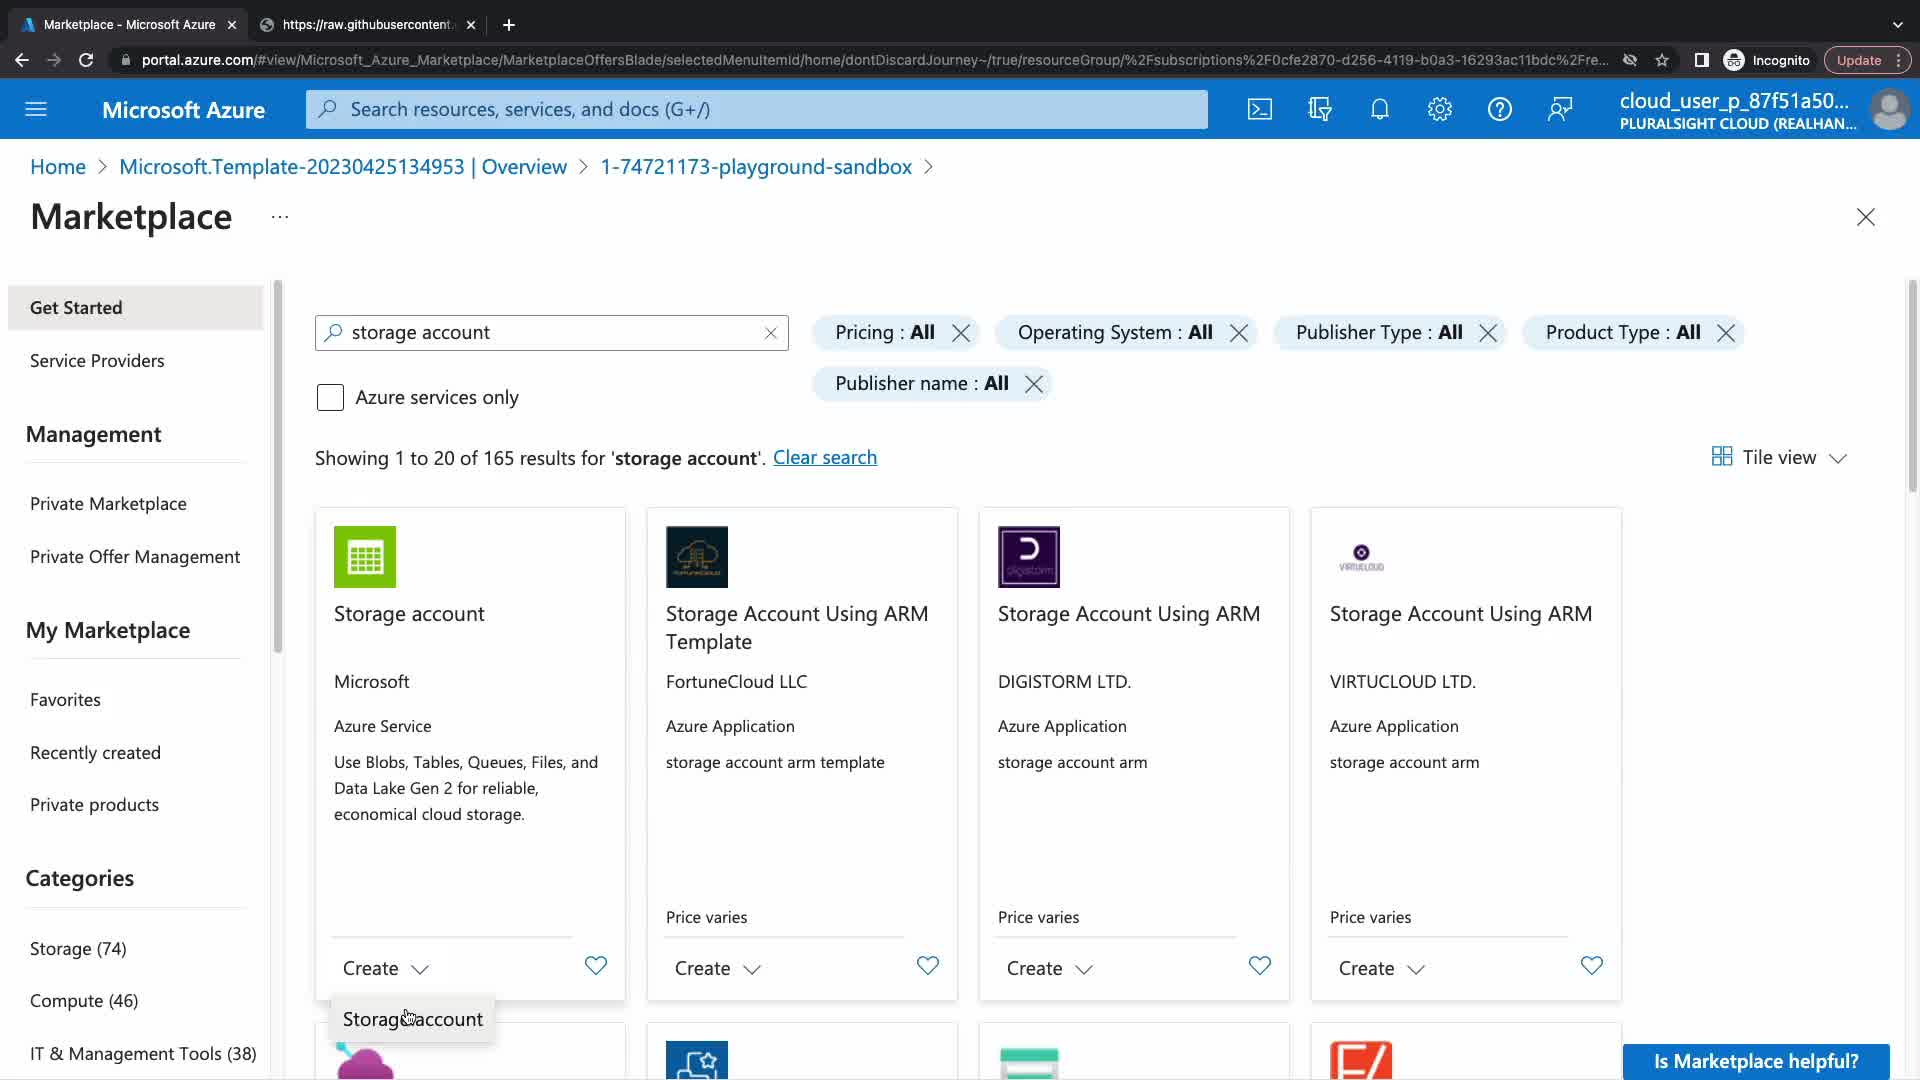 Marketplace - Microsoft Azure
https://raw.githubusercontent.
portal.azure.com/#view/Microsoft_Azure_Marketplace/MarketplaceOffersBlade/selectedMenuItemId/home/dontDiscardJourney~/true/resourceGroup/%2Fsubscriptions%2F0cfe2870-d256-4119-b0a3-16293ac11bdc%2Fre...
Incognito
Update
Microsoft Azure
Search resources, services, and docs (G+/)
cloud_user_p_87f51a50...
PLURALSIGHT CLOUD (REALHAN...
Home > Microsoft.Template-20230425134953 | Overview > 1-74721173-playground-sandbox >
Marketplace ...
Get Started
Service Providers
Management
Private Marketplace
Private Offer Management
My Marketplace
Favorites
Recently created
Private products
Categories
Storage (74)
Compute (46)
IT & Management Tools (38)
storage account
Pricing : All
Operating System : All
Publisher Type : All
Product Type : All
Azure services only
Publisher name : All
Showing 1 to 20 of 165 results for 'storage account'. Clear search
Tile view
Storage account
Microsoft
Azure Service
Use Blobs, Tables, Queues, Files, and
Data Lake Gen 2 for reliable,
economical cloud storage.
Create
Storage account
FORTUNECLOUD
Storage Account Using ARM
Template
FortuneCloud LLC
Azure Application
storage account arm template
Price varies
Create
digistorm
Storage Account Using ARM
DIGISTORM LTD.
Azure Application
storage account arm
Price varies
Create
VIRTUCLOUD
Storage Account Using ARM
VIRTUCLOUD LTD.
Azure Application
storage account arm
Price varies
Create
Is Marketplace helpful?